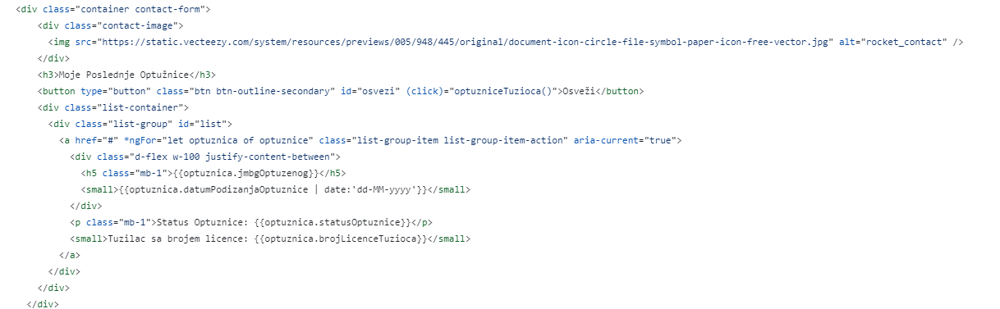 <div class="container contact-form">
<div class="contact-image">
<img src="https://static.vecteezy.com/system/resources/previews/005/948/445/original/document-icon-circle-file-symbol-paper-icon-free-vector.jpg" alt="rocket_contact" />
</div>
<h3>Moje Poslednje Optužnice</h3>
<button type="button" class="btn btn-outline-secondary" id="osvezi" (click)="optuzniceTuzioca()">Osveži</button>
<div class="list-container">
<div class="list-group" id="list">
<a href="#" *ngFor="let optuznica of optuznice" class="list-group-item list-group-item-action" aria-current="true">
<div class="d-flex w-100 justify-content-between">
<h5 class="mb-1">{{optuznica.jmbgOptuzenog}}</h5>
<small>{{optuznica.datumPodizanjaOptuznice | date:'dd-MM-yyyy'}}</small>
</div>
<p class="mb-1">Status Optuznice: {{optuznica.statusOptuznice}}</p>
<small>Tuzilac sa brojem licence: {{optuznica.brojLicenceTuzioca}}</small>
</a>
</div>
</div>
</div>